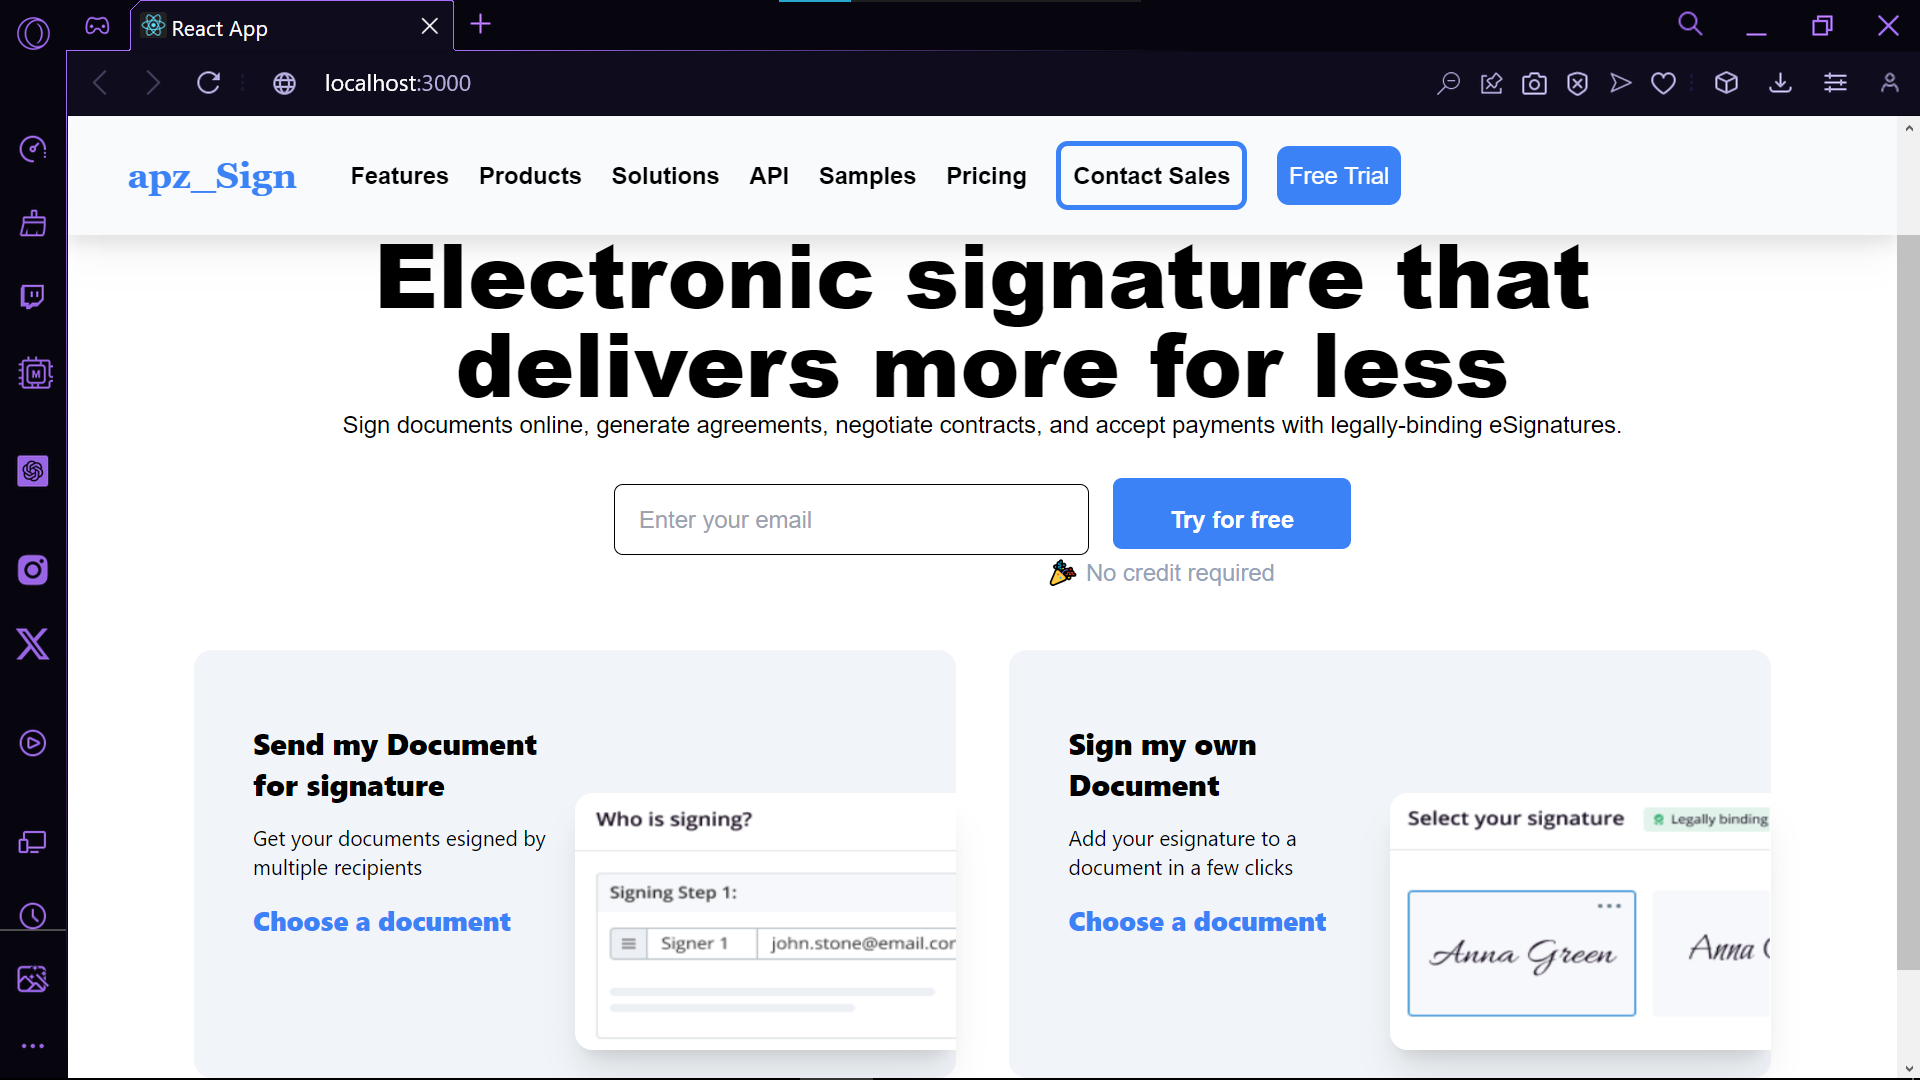 React App
localhost:3000
apz_Sign Features Products Solutions API Samples Pricing Contact Sales Free Trial
Electronic signature that
delivers more for less
Sign documents online, generate agreements, negotiate contracts, and accept payments with legally-binding eSignatures.
Enter your email
Try for free
No credit required
Send my Document
for signature
Get your documents esigned by
multiple recipients
Choose a document
Who is signing?
Signing Step 1:
Signer 1 john.stone@email.cor
Sign my own
Document
Add your esignature to a
document in a few clicks
Choose a document
Select your signature Legally binding
Anna Green
Anna